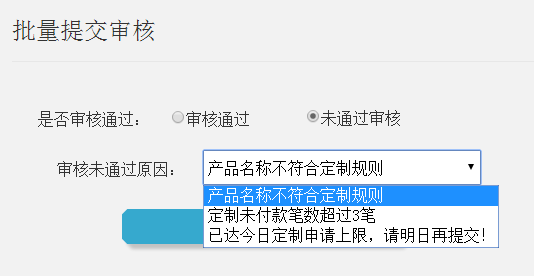 批量提交审核
是否审核通过： 审核通过 未通过审核
审核未通过原因： 产品名称不符合定制规则
产品名称不符合定制规则
定制未付款笔数超过3笔
已达今日定制申请上限，请明日再提交！